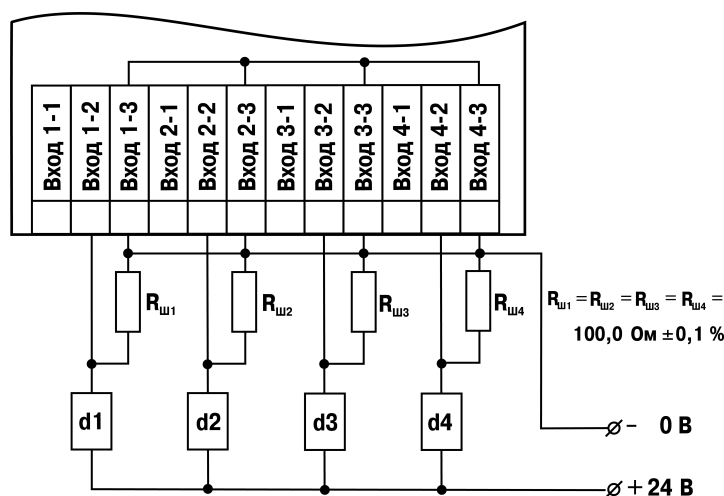 Вход 1-1
Вход 1-2
Вход 1-3
Вход 2-1
Вход 2-2
Вход 2-3
Вход 3-1
Вход 3-2
Вход 3-3
Вход 4-1
Вход 4-2
Вход 4-3
Rш1
Rш2
Rш3
Rш4
Rш1 = Rш2 = Rш3 = Rш4 =
100,0 Ом ±0,1 %
d1
d2
d3
d4
- 0 В
+ 24 В